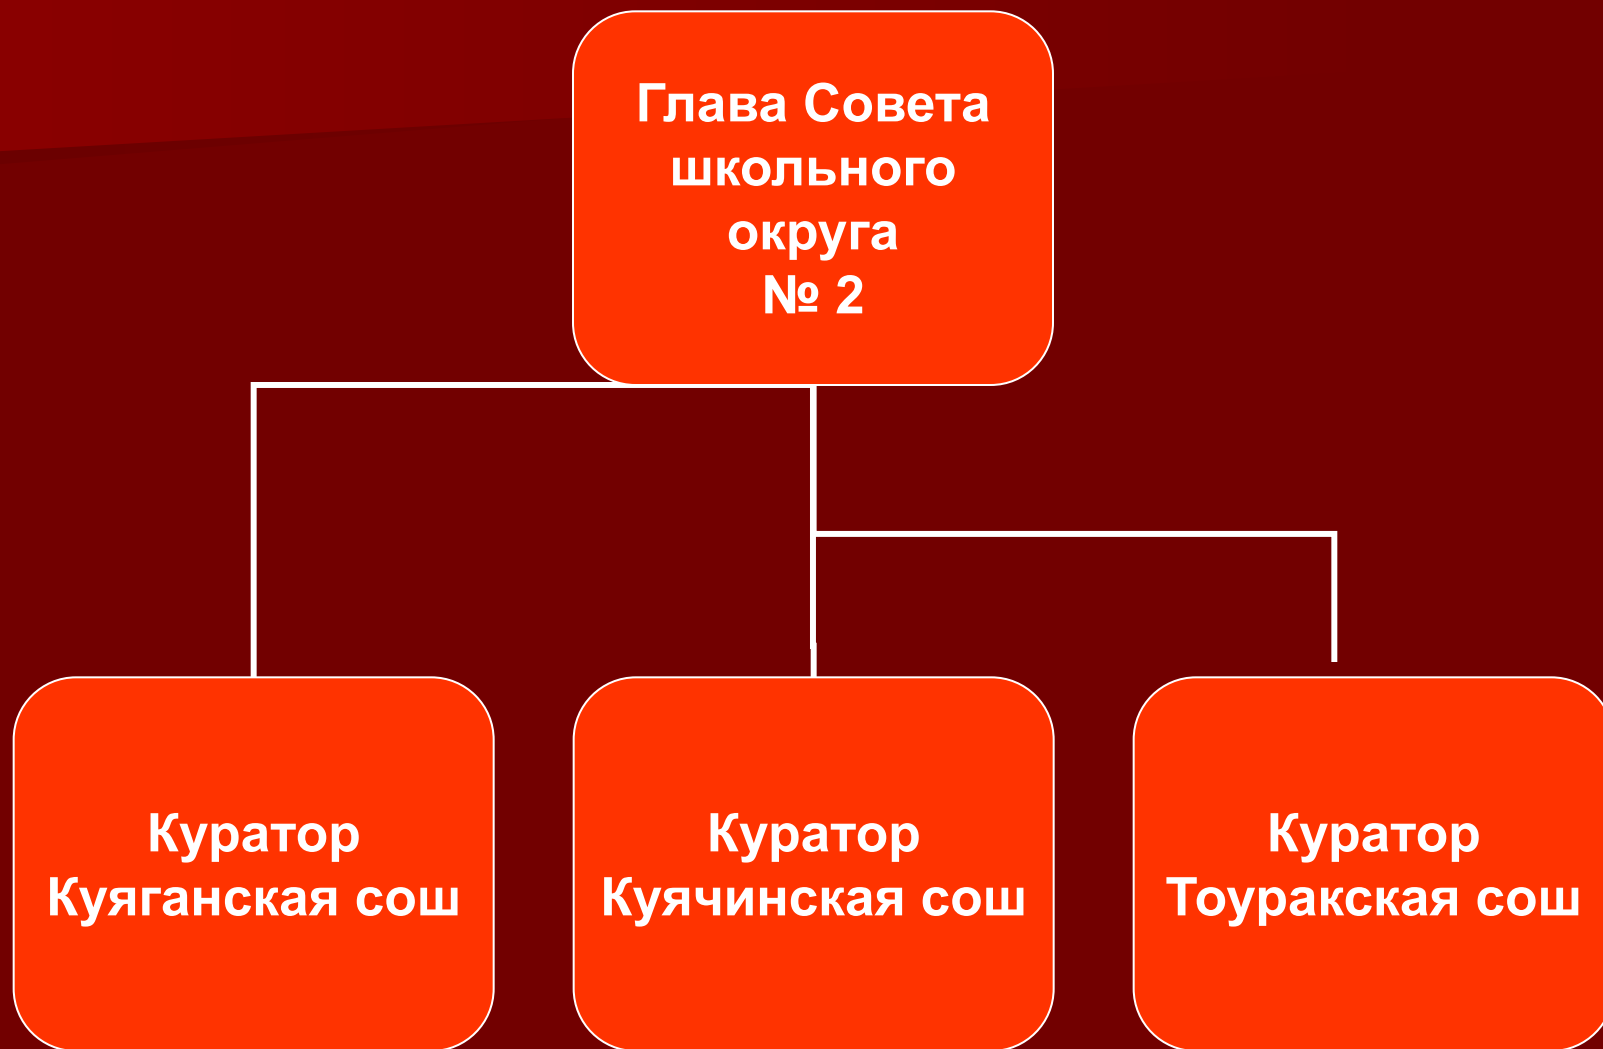 Глава Совета
школьного
округа
№ 2
Куратор
Куяганская сош
Куратор
Куячинская сош
Куратор
Тоуракская сош